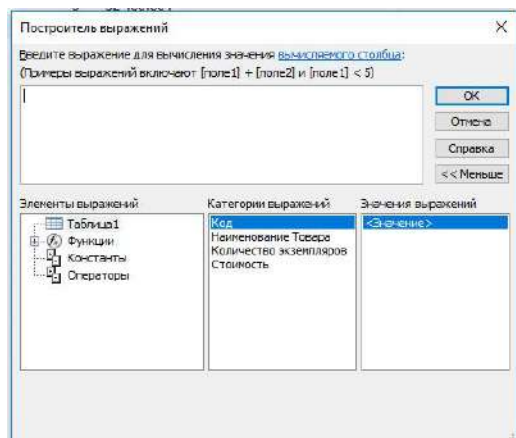 Построитель выражений
Введите выражение для вычисления значения вычисляемого столбца:
(Примеры выражений включают [поле1] + [поле2] и [поле1] < 5)
ОК
Отмена
Справка
<< Меньше
Элементы выражений
Таблица1
Функции
Константы
Операторы
Категории выражений
Код
Наименование Товара
Количество экземпляров
Стоимость
Значения выражений
<Значение>